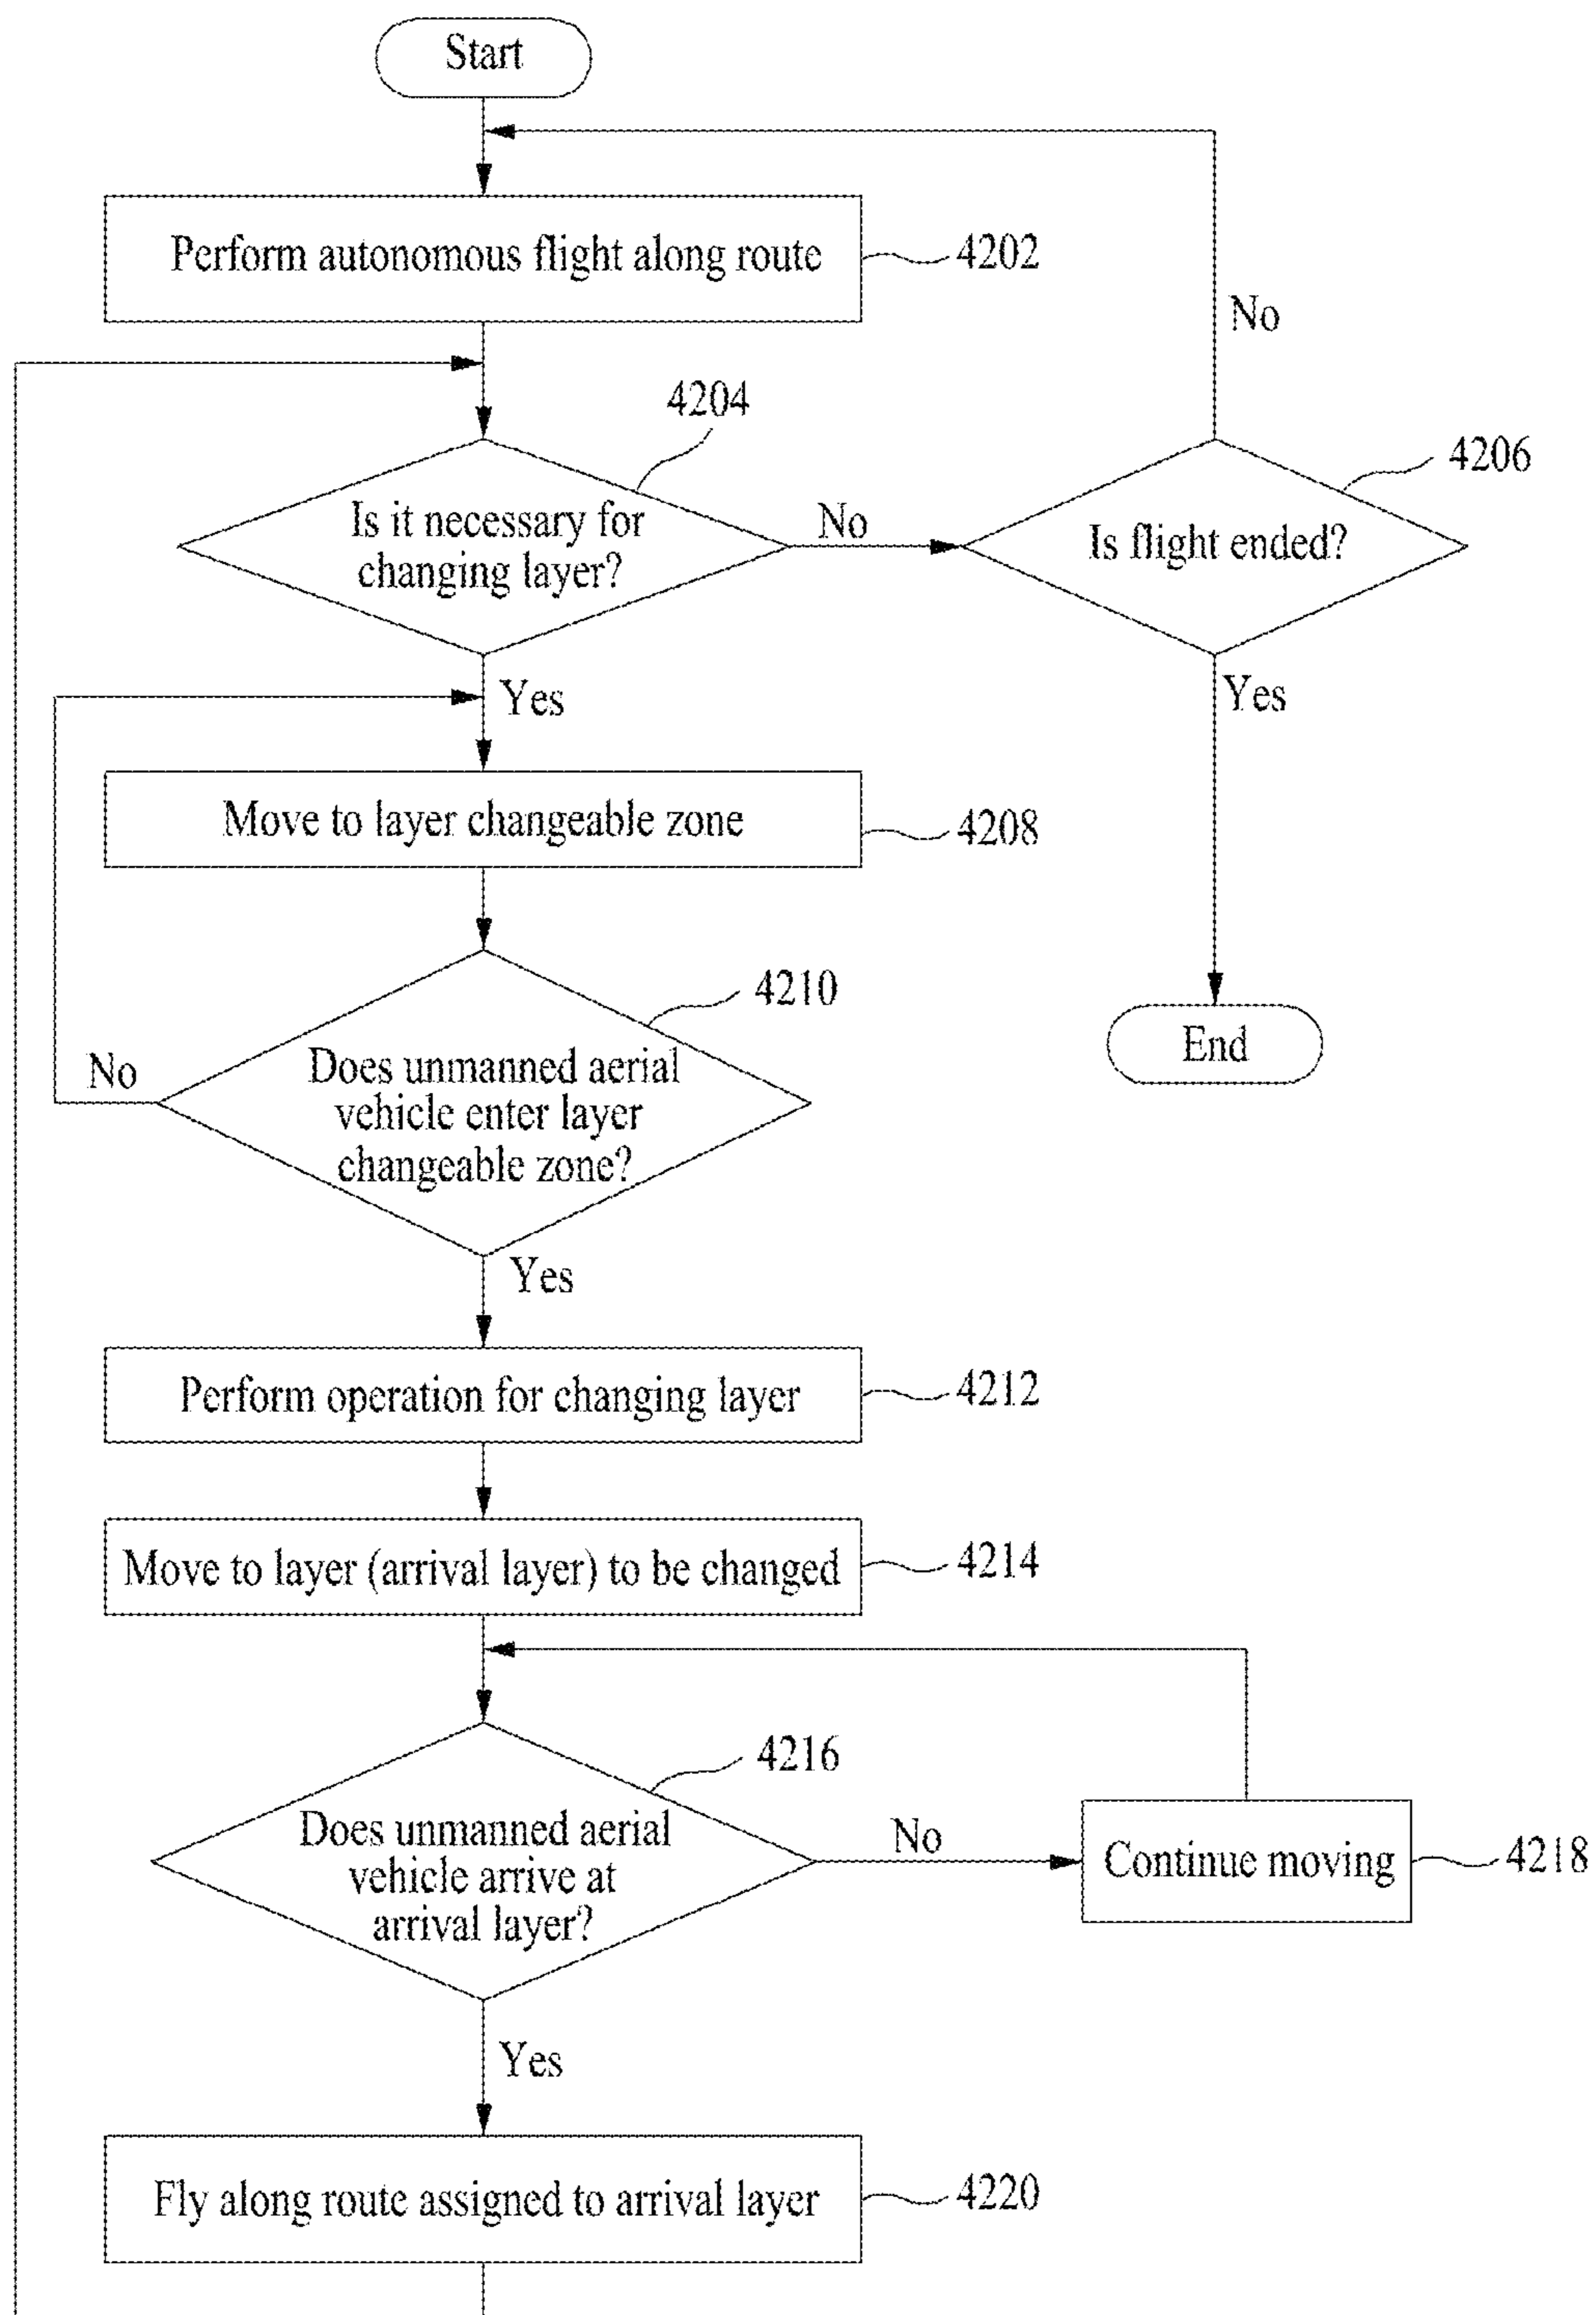 Start
Perform autonomous flight along route
4202
No
4204
4206
Is it necessary for
changing layer?
No
Is flight ended?
Yes
Yes
Move to layer changeable zone
4208
4210
No
Does unmanned aerial
vehicle enter layer
changeable zone?
End
Yes
Perform operation for changing layer
4212
Move to layer (arrival layer) to be changed
4214
4216
Does unmanned aerial
vehicle arrive at
arrival layer?
No
Continue moving
4218
Yes
Fly along route assigned to arrival layer
4220